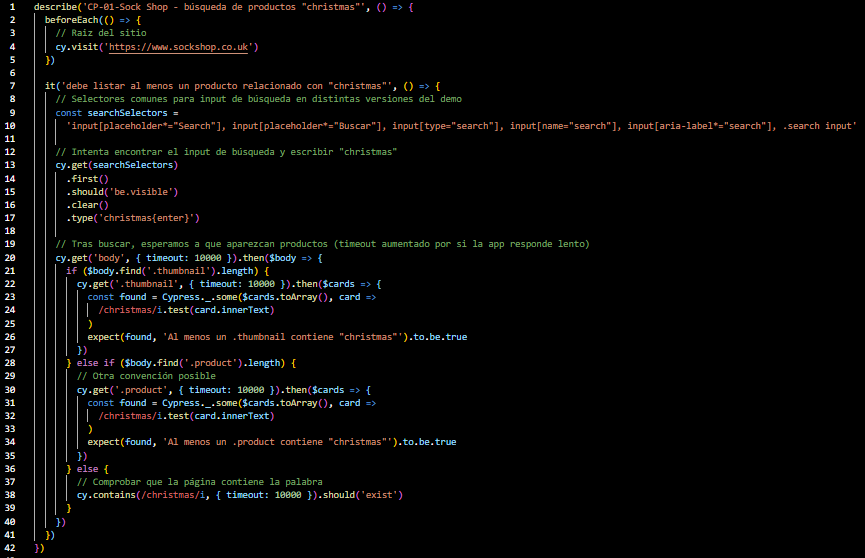 1 describe('CP-01-Sock Shop - búsqueda de productos "christmas"', () => {
2 beforeEach(() => {
3 // Raiz del sitio
4 cy.visit('https://www.sockshop.co.uk')
5 })
6
7 it('debe listar al menos un producto relacionado con "christmas"', () => {
8 // Selectores comunes para input de búsqueda en distintas versiones del demo
9 const searchSelectors =
10 'input[placeholder*="Search"], input[placeholder*="Buscar"], input[type="search"], input[name="search"], input[aria-label*="search"], .search input'
11
12 // Intenta encontrar el input de búsqueda y escribir "christmas"
13 cy.get(searchSelectors)
14 .first()
15 .should('be.visible')
16 .clear()
17 .type('christmas{enter}')
18
19 // Tras buscar, esperamos a que aparezcan productos (timeout aumentado por si la app responde lento)
20 cy.get('body', { timeout: 10000 }).then($body => {
21 if ($body.find('.thumbnail').length) {
22 cy.get('.thumbnail', { timeout: 10000 }).then($cards => {
23 const found = Cypress._.some($cards.toArray(), card =>
24 /christmas/i.test(card.innerText)
25 )
26 expect(found, 'Al menos un .thumbnail contiene "christmas"').to.be.true
27 })
28 } else if ($body.find('.product').length) {
29 // Otra convención posible
30 cy.get('.product', { timeout: 10000 }).then($cards => {
31 const found = Cypress._.some($cards.toArray(), card =>
32 /christmas/i.test(card.innerText)
33 )
34 expect(found, 'Al menos un .product contiene "christmas"').to.be.true
35 })
36 } else {
37 // Comprobar que la página contiene la palabra
38 cy.contains(/christmas/i, { timeout: 10000 }).should('exist')
39 }
40 })
41 })
42 })